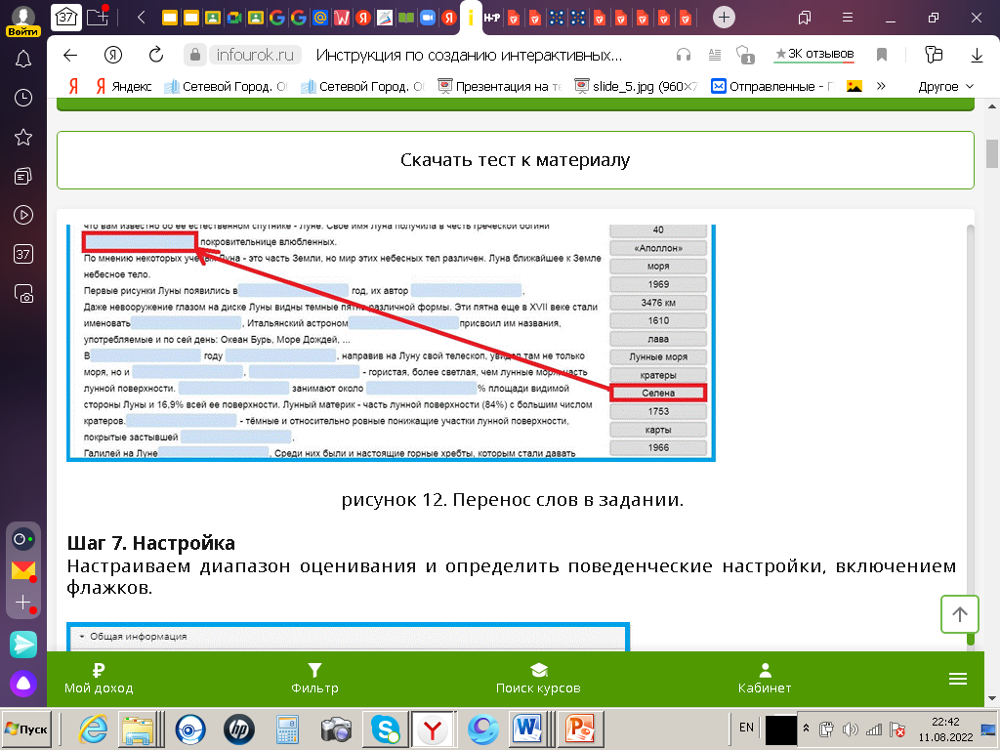 37
Войти
infourok.ru
Инструкция по созданию интерактивных...
3К отзывов
Яндекс
Сетевой Город. Об
Сетевой Город. Об
Презентация на те
slide_5.jpg (960×7
Отправленные - П
Другое
Скачать тест к материалу
что вам известно об ее естественном спутнике - Луне. Свое имя Луна получила в честь греческой богини
покровительнице влюбленных.
По мнению некоторых учёных Луна - это часть Земли, но мир этих небесных тел различен. Луна ближайшее к Земле
небесное тело.
Первые рисунки Луны появились в год, их автор .
Даже невооружение глазом на диске Луны видны темные пятна различной формы. Эти пятна еще в XVII веке стали
именовать . Итальянский астроном присвоил им названия,
употребляемые и по сей день: Океан Бурь, Море Дождей, ...
В году , направив на Луну свой телескоп, увидел там не только
моря, но и , - гористая, более светлая, чем лунные моря, часть
лунной поверхности. занимают около % площади видимой
стороны Луны и 16,9% всей ее поверхности. Лунный материк - часть лунной поверхности (84%) с большим числом
кратеров. - тёмные и относительно ровные понижающие участки лунной поверхности,
покрытые застывшей .
Галилей на Луне . Среди них были и настоящие горные хребты, которым стали давать
40
«Аполлон»
моря
1969
3476 км
1610
лава
Лунные моря
кратеры
Селена
1753
карты
1966
рисунок 12. Перенос слов в задании.
Шаг 7. Настройка
Настраиваем диапазон оценивания и определить поведенческие настройки, включением
флажков.
Общая информация
Мой доход
Фильтр
Поиск курсов
Кабинет
Пуск
EN
22:42
11.08.2022